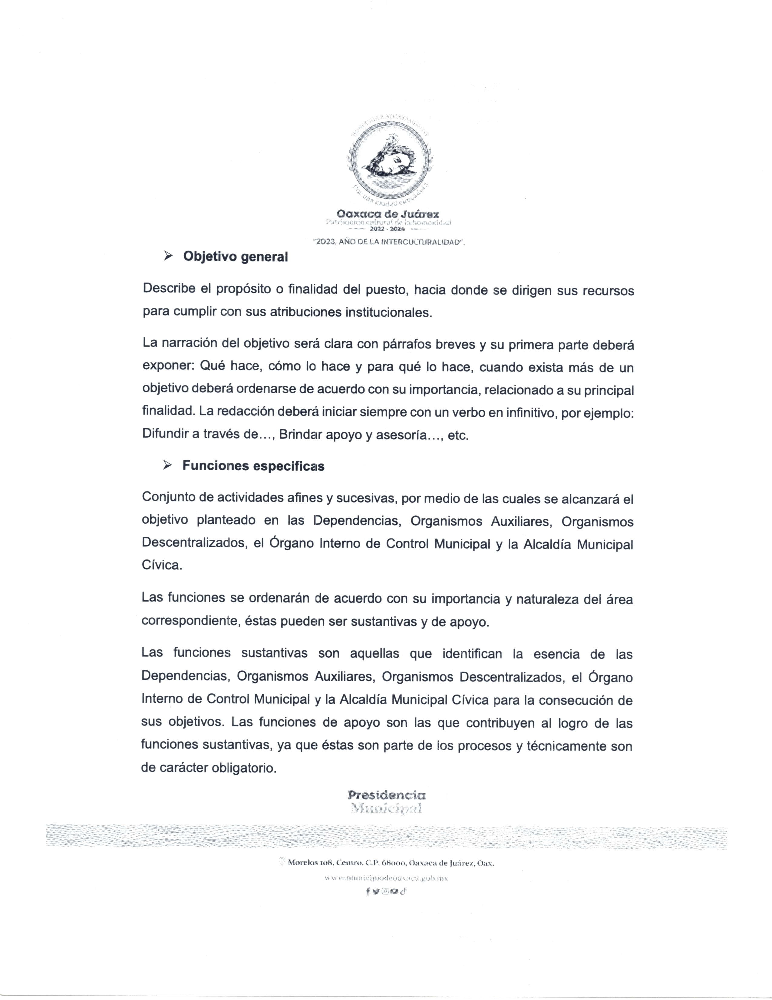 HONORABLE AYUNTAMIENTO
Por una ciudad educadora
Oaxaca de Juárez
Patrimonio cultural de la humanidad
2022 - 2024
"2023, AÑO DE LA INTERCULTURALIDAD".
➢ Objetivo general
Describe el propósito o finalidad del puesto, hacia donde se dirigen sus recursos
para cumplir con sus atribuciones institucionales.
La narración del objetivo será clara con párrafos breves y su primera parte deberá
exponer: Qué hace, cómo lo hace y para qué lo hace, cuando exista más de un
objetivo deberá ordenarse de acuerdo con su importancia, relacionado a su principal
finalidad. La redacción deberá iniciar siempre con un verbo en infinitivo, por ejemplo:
Difundir a través de..., Brindar apoyo y asesoría..., etc.
➢ Funciones especificas
Conjunto de actividades afines y sucesivas, por medio de las cuales se alcanzará el
objetivo planteado en las Dependencias, Organismos Auxiliares, Organismos
Descentralizados, el Órgano Interno de Control Municipal y la Alcaldía Municipal
Cívica.
Las funciones se ordenarán de acuerdo con su importancia y naturaleza del área
correspondiente, éstas pueden ser sustantivas y de apoyo.
Las funciones sustantivas son aquellas que identifican la esencia de las
Dependencias, Organismos Auxiliares, Organismos Descentralizados, el Órgano
Interno de Control Municipal y la Alcaldía Municipal Cívica para la consecución de
sus objetivos. Las funciones de apoyo son las que contribuyen al logro de las
funciones sustantivas, ya que éstas son parte de los procesos y técnicamente son
de carácter obligatorio.
Presidencia
Municipal
Morelos 108, Centro. C.P. 68000, Oaxaca de Juárez, Oax.
www.municipiodeoaxaca.gob.mx